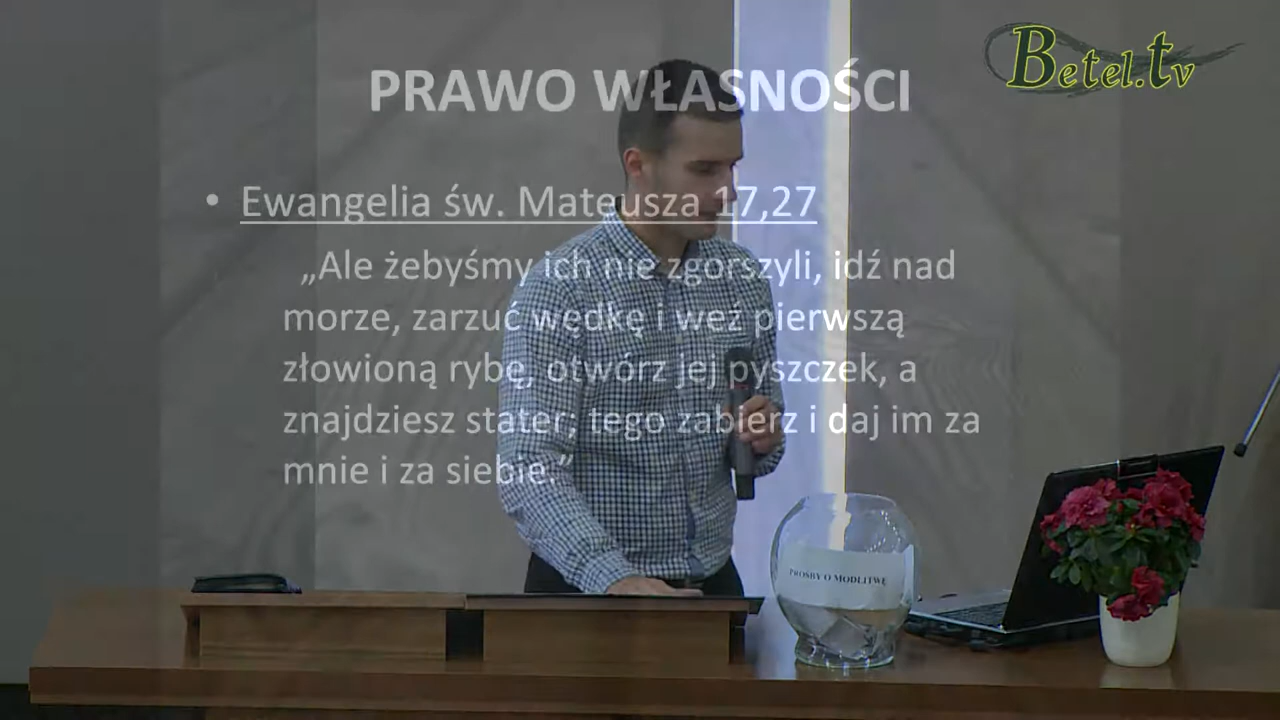 Betel.tv
PRAWO WŁASNOŚCI
• Ewangelia św. Mateusza 17,27
„Ale żebyśmy ich nie zgorszyli, idź nad
morze, zarzuć wędkę i weź pierwszą
złowioną rybę, otwórz jej pyszczek, a
znajdziesz stater; tego zabierz i daj im za
mnie i za siebie.”
PROŚBY O MODLITWĘ